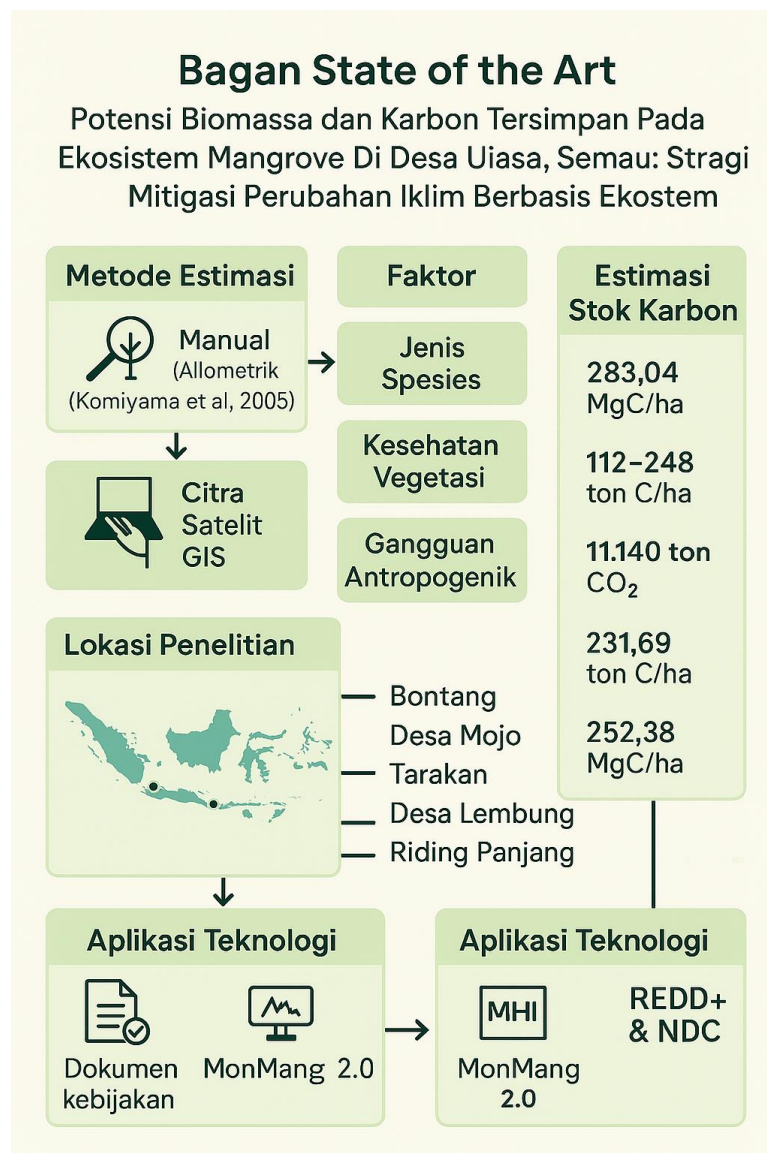 Bagan State of the Art
Potensi Biomassa dan Karbon Tersimpan Pada
Ekosistem Mangrove Di Desa Uiasa, Semau: Stragi
Mitigasi Perubahan Iklim Berbasis Ekostem
Metode Estimasi
Manual
(Allometrik
(Komiyama et al, 2005)
Citra
Satelit
GIS
Faktor
Jenis
Spesies
Kesehatan
Vegetasi
Gangguan
Antropogenik
Estimasi
Stok Karbon
283,04
MgC/ha
112–248
ton C/ha
11.140 ton
CO₂
231,69
ton C/ha
252,38
MgC/ha
Lokasi Penelitian
Bontang
Desa Mojo
Tarakan
Desa Lembung
Riding Panjang
Aplikasi Teknologi
Dokumen
kebijakan
MonMang 2.0
Aplikasi Teknologi
MHI
MonMang
2.0
REDD+
& NDC